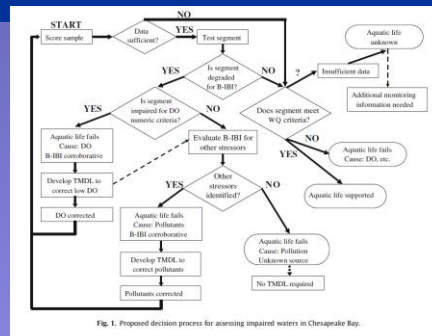 NO
START
Score sample
Data
sufficient?
YES
Test segment
Aquatic life
unknown
YES
Is segment
degraded
for B-IBI?
NO
?
Insufficient data
Additional monitoring
information needed
YES
Is segment
impaired for DO
numeric criteria?
NO
Does segment meet
WQ criteria?
Aquatic life fails
Cause: DO
B-IBI corroborative
Evaluate B-IBI for
other stressors
NO
YES
Aquatic life fails
Cause: DO, etc.
Develop TMDL to
correct low DO
YES
Other
stressors
identified?
NO
Aquatic life supported
DO corrected
Aquatic life fails
Cause: Pollutants
B-IBI corroborative
Aquatic life fails
Cause: Pollution
Unknown source
Develop TMDL to
correct pollutants
No TMDL required
Pollutants corrected
Fig. 1. Proposed decision process for assessing impaired waters in Chesapeake Bay.